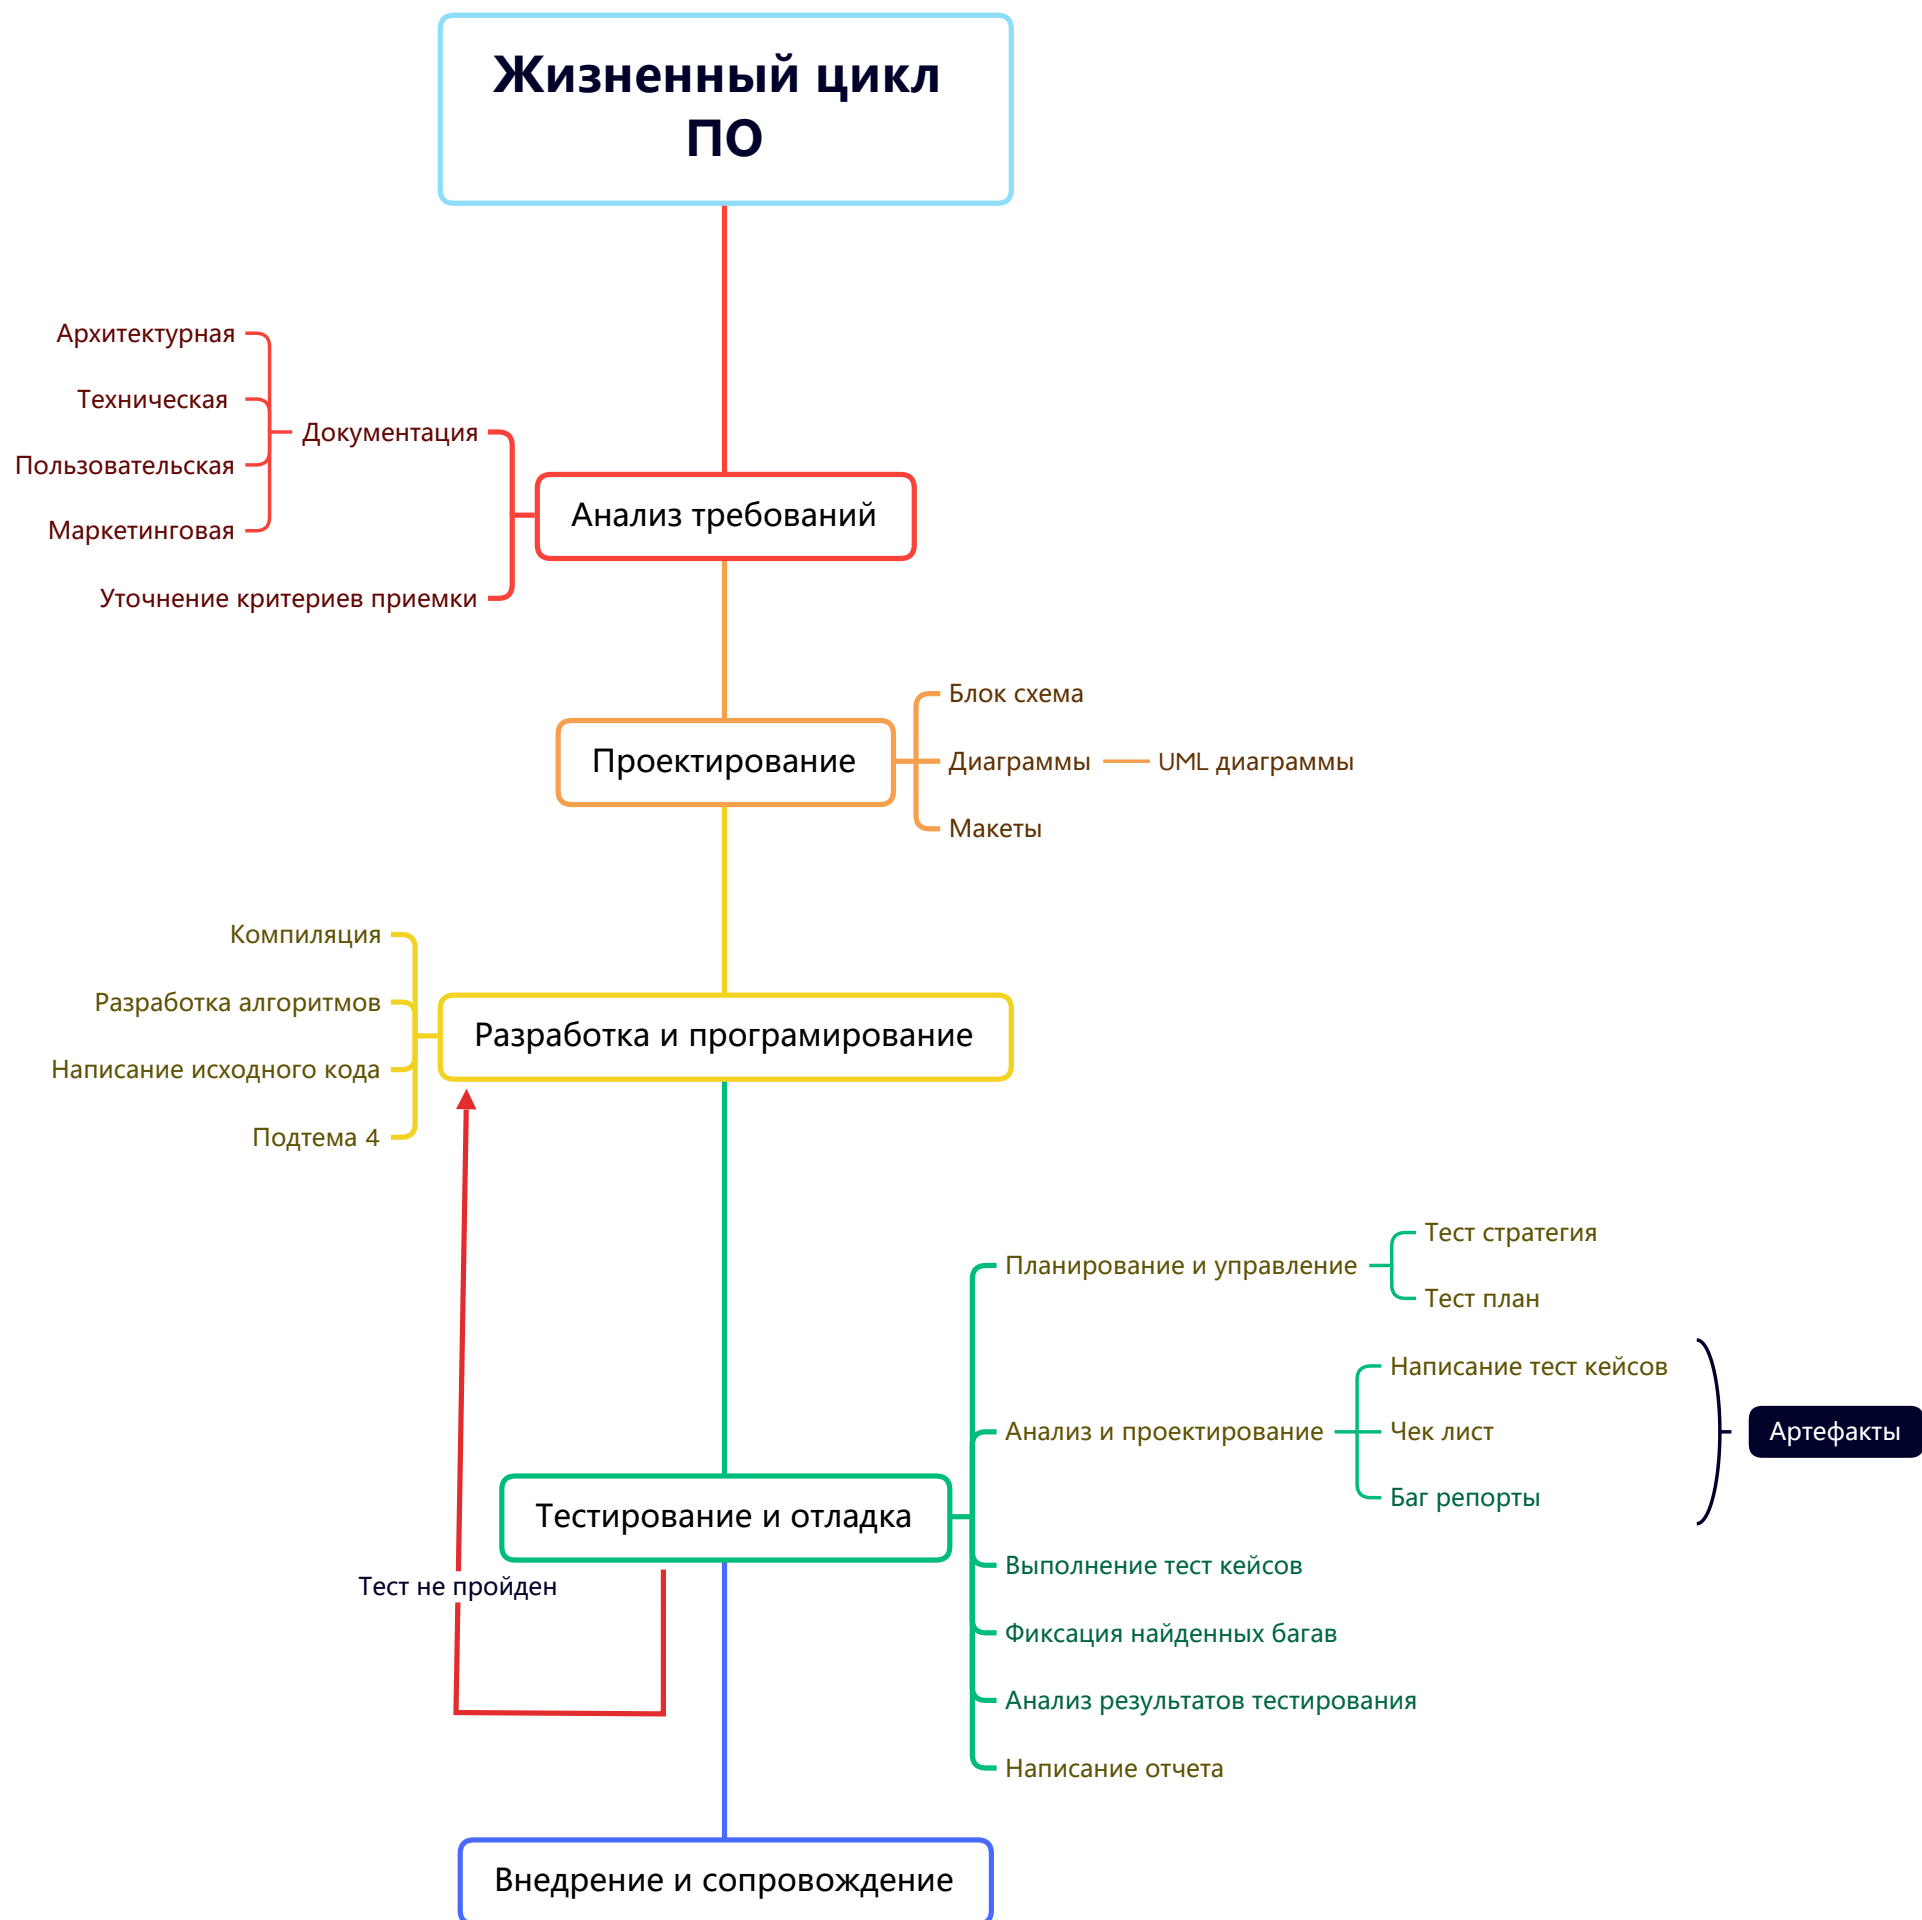 Жизненный цикл
ПО
Архитектурная
Техническая
Документация
Пользовательская
Маркетинговая
Анализ требований
Уточнение критериев приемки
Блок схема
Проектирование
Диаграммы
UML диаграммы
Макеты
Компиляция
Разработка алгоритмов
Разработка и програмирование
Написание исходного кода
Подтема 4
Тест стратегия
Планирование и управление
Тест план
Написание тест кейсов
Анализ и проектирование
Чек лист
Артефакты
Баг репорты
Тестирование и отладка
Выполнение тест кейсов
Тест не пройден
Фиксация найденных багав
Анализ результатов тестирования
Написание отчета
Внедрение и сопровождение